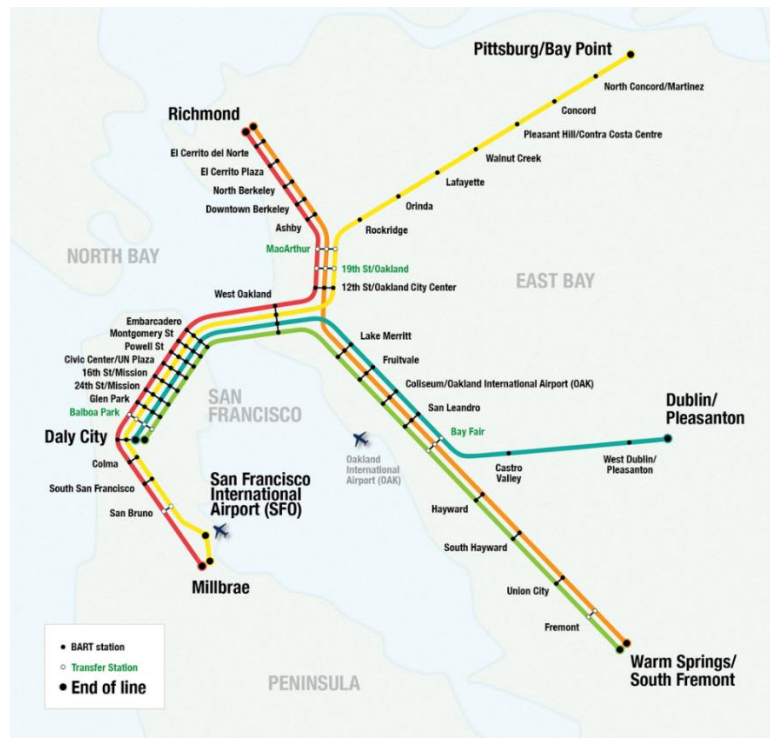 Pittsburg/Bay Point
North Concord/Martinez
Concord
Pleasant Hill/Contra Costa Centre
Walnut Creek
Lafayette
Orinda
Rockridge
Richmond
El Cerrito del Norte
El Cerrito Plaza
North Berkeley
Downtown Berkeley
Ashby
MacArthur
19th St/Oakland
12th St/Oakland City Center
NORTH BAY
EAST BAY
West Oakland
Embarcadero
Montgomery St
Powell St
Civic Center/UN Plaza
16th St/Mission
24th St/Mission
Glen Park
Balboa Park
Daly City
Colma
South San Francisco
San Bruno
SAN
FRANCISCO
San Francisco
International
Airport (SFO)
Millbrae
Lake Merritt
Fruitvale
Coliseum/Oakland International Airport (OAK)
San Leandro
Bay Fair
Oakland
International
Airport (OAK)
Castro
Valley
West Dublin/
Pleasanton
Dublin/
Pleasanton
Hayward
South Hayward
Union City
Fremont
Warm Springs/
South Fremont
PENINSULA
BART station
Transfer Station
End of line